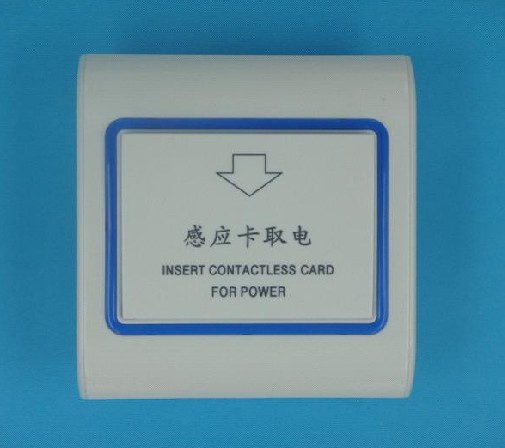 感应卡取电
INSERT CONTACTLESS CARD
FOR POWER